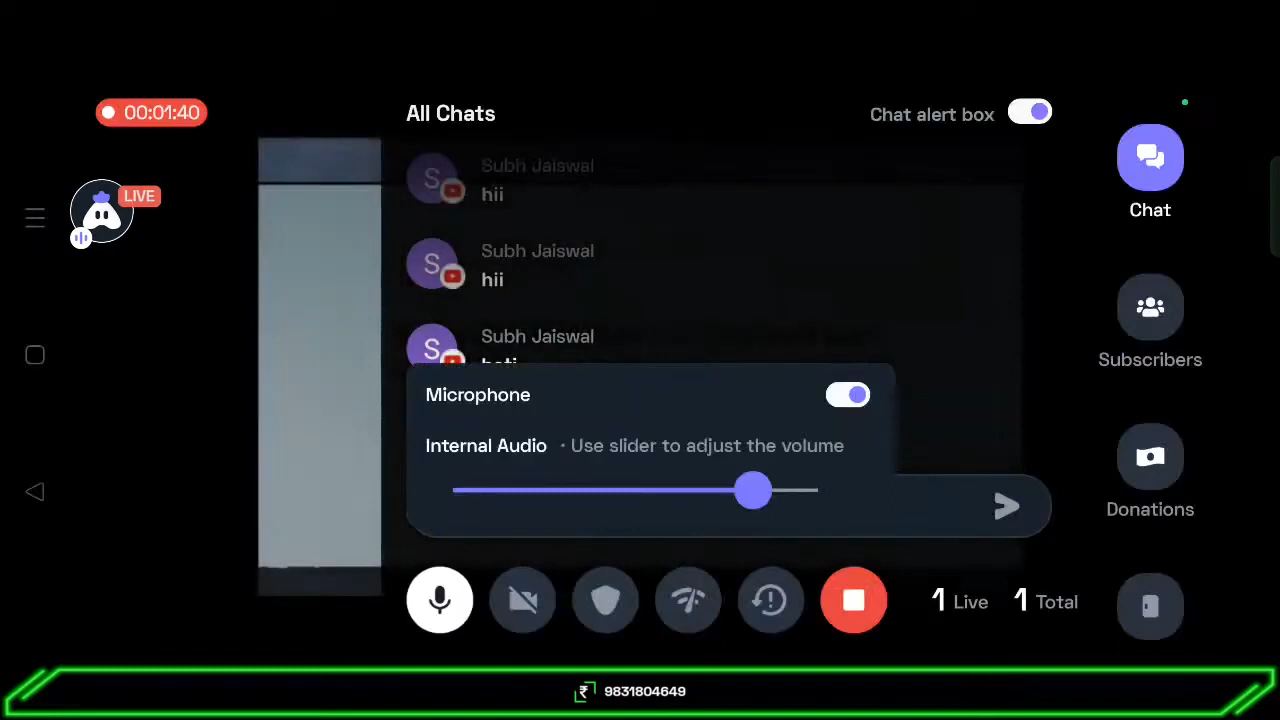 00:01:40
All Chats
Chat alert box
LIVE
Subh Jaiswal
hii
Chat
S
Subh Jaiswal
hii
S
Subh Jaiswal
S
Subscribers
Microphone
Internal Audio · Use slider to adjust the volume
Donations
1 Live 1 Total
₹ 9831804649